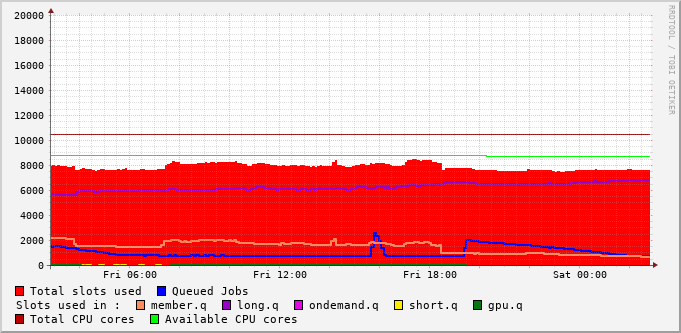 20000
18000
16000
14000
12000
10000
8000
6000
4000
2000
0
Fri 06:00 Fri 12:00 Fri 18:00 Sat 00:00
Total slots used Queued Jobs
Slots used in : member.q long.q ondemand.q short.q gpu.q
Total CPU cores Available CPU cores
RRDTOOL / TOBI OETIKER